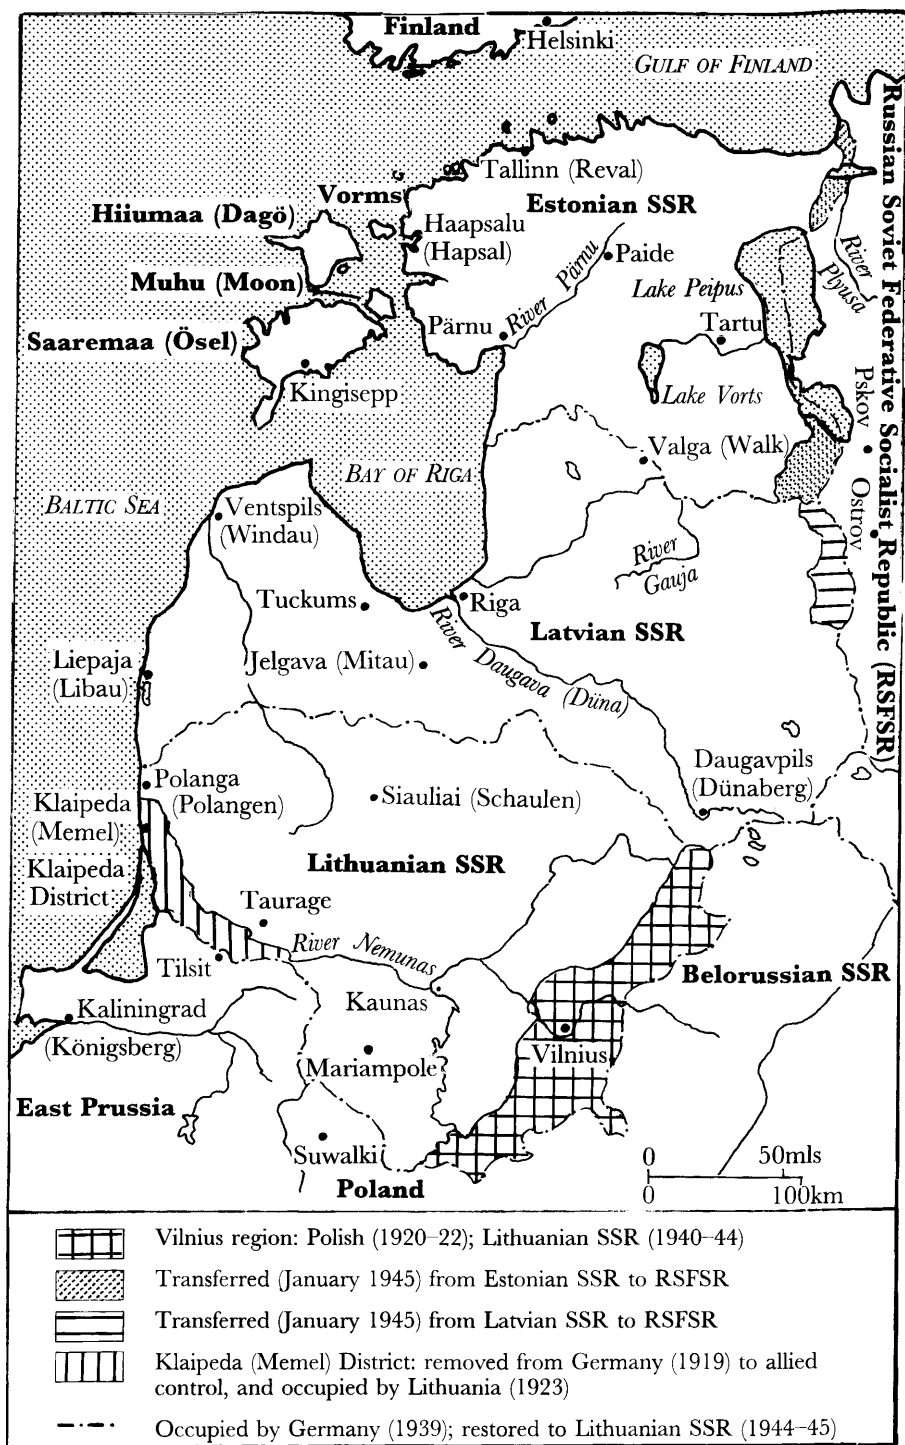 Finland
Helsinki
GULF OF FINLAND
Tallinn (Reval)
Vorms
Estonian SSR
Hiiumaa (Dagö)
Haapsalu
(Hapsal)
Paide
River Pärnu
River
Plyusa
Muhu (Moon)
Lake Peipus
Pärnu
Tartu
Saaremaa (Ösel)
Kingisepp
Lake Vorts
Pskov
Valga (Walk)
BAY OF RIGA
BALTIC SEA
Ventspils
(Windau)
Ostrov
River
Gauja
Tuckums
Riga
Latvian SSR
River Daugava (Düna)
Liepaja
(Libau)
Jelgava (Mitau)
Russian Soviet Federative Socialist Republic (RSFSR)
Daugavpils
(Dünaberg)
Polanga
(Polangen)
Siauliai (Schaulen)
Klaipeda
(Memel)
Klaipeda
District
Lithuanian SSR
Taurage
River Nemunas
Tilsit
Belorussian SSR
Kaunas
Kaliningrad
(Königsberg)
Vilnius
Mariampole
East Prussia
Suwalki
Poland
0 50mls
0 100km
Vilnius region: Polish (1920–22); Lithuanian SSR (1940–44)
Transferred (January 1945) from Estonian SSR to RSFSR
Transferred (January 1945) from Latvian SSR to RSFSR
Klaipeda (Memel) District: removed from Germany (1919) to allied
control, and occupied by Lithuania (1923)
Occupied by Germany (1939); restored to Lithuanian SSR (1944–45)